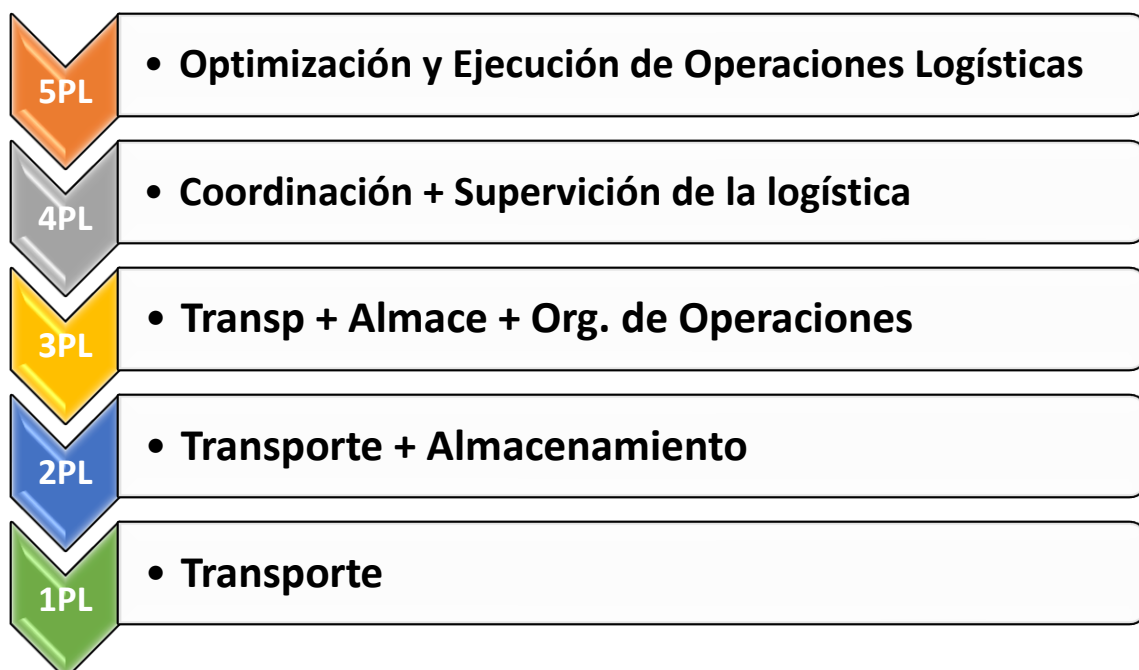 5PL
• Optimización y Ejecución de Operaciones Logísticas
4PL
• Coordinación + Supervición de la logística
3PL
• Transp + Almace + Org. de Operaciones
2PL
• Transporte + Almacenamiento
1PL
• Transporte